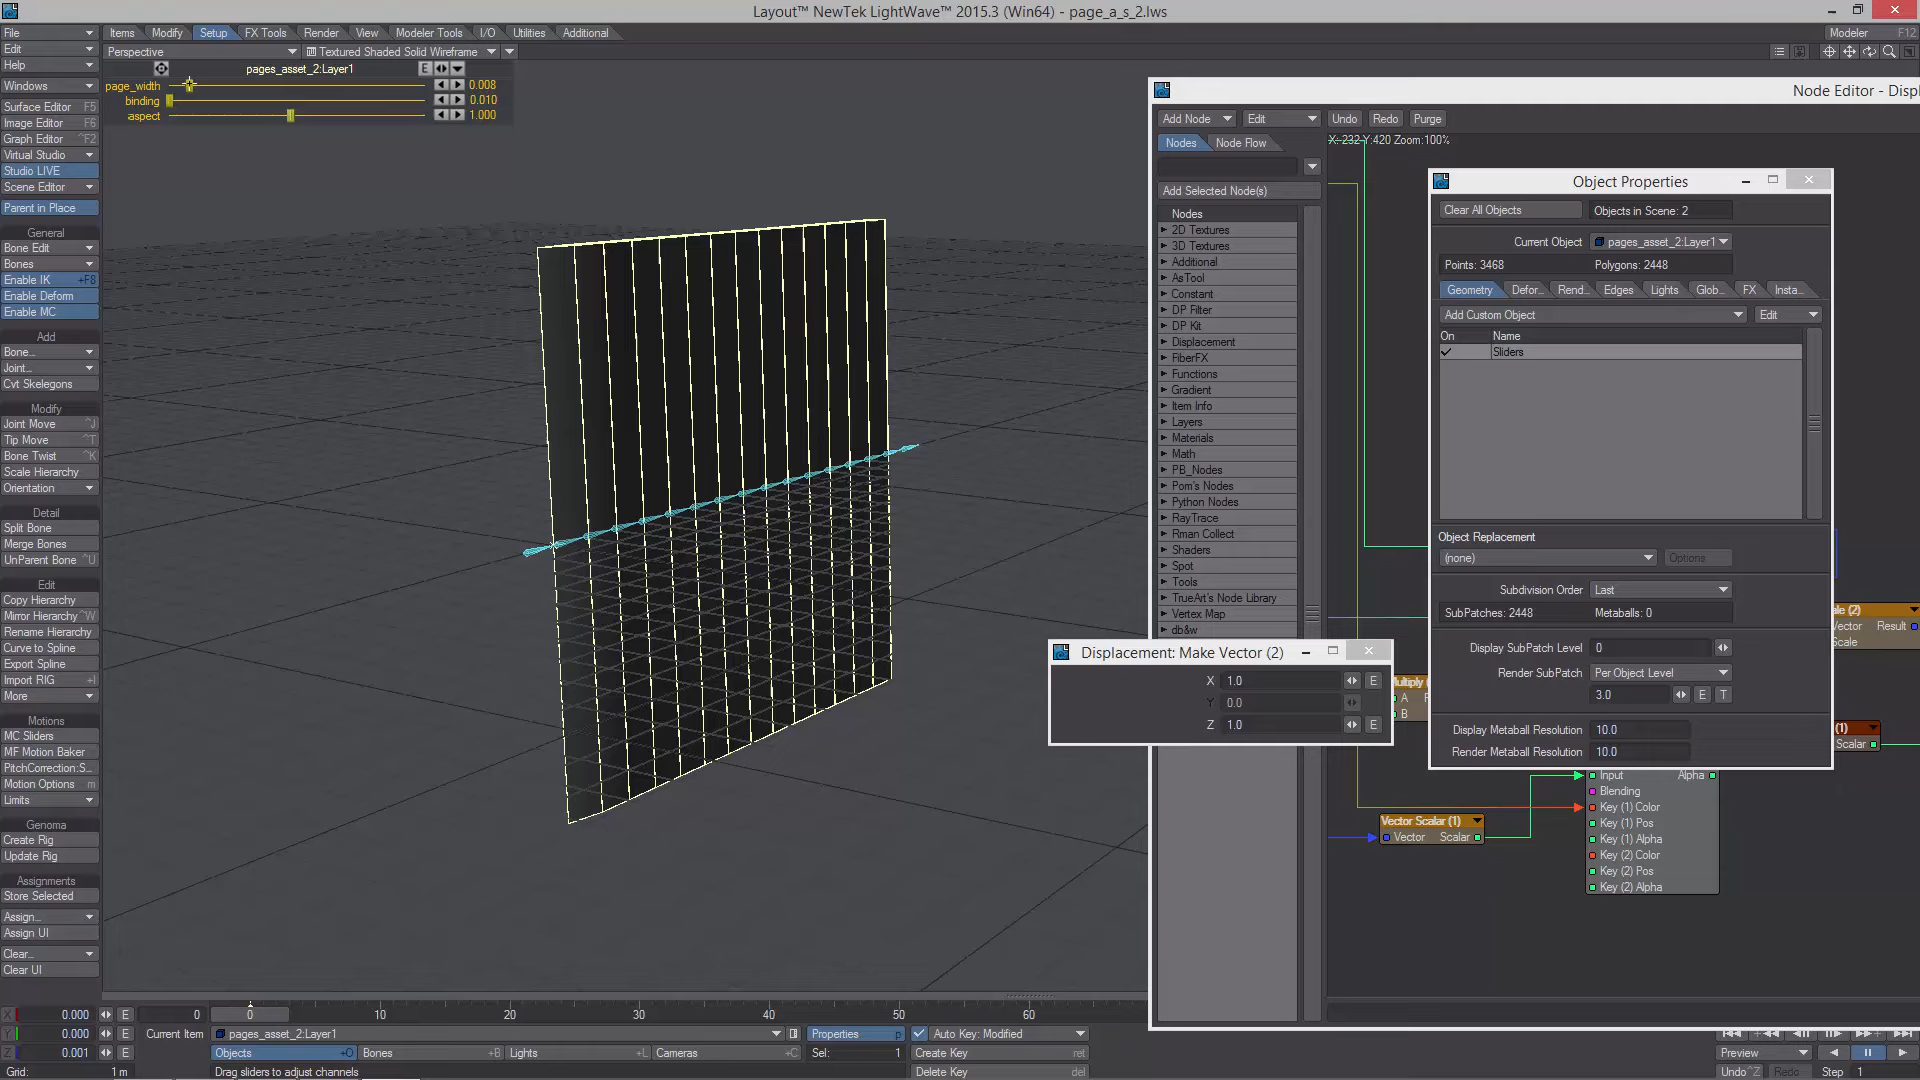 Layout™ NewTek LightWave™ 2015.3 (Win64) - page_a_s_2.lws
File
Items
Modify
Setup
FX Tools
Render
View
Modeler Tools
I/O
Utilities
Additional
Modeler F12
Edit
Help
Perspective
Textured Shaded Solid Wireframe
pages_asset_2:Layer1
E
page_width 0.008
binding 0.010
aspect 1.000
Windows
Surface Editor F5
Image Editor F6
Graph Editor ^F2
Virtual Studio
Studio LIVE
Scene Editor
Parent in Place
General
Bone Edit
Bones
Enable IK +F8
Enable Deform
Enable MC
Add
Bone...
Joint...
Cvt Skelegons
Modify
Joint Move ^J
Tip Move ^T
Bone Twist ^K
Scale Hierarchy
Orientation
Detail
Split Bone
Merge Bones
UnParent Bone ^U
Edit
Copy Hierarchy
Mirror Hierarchy ^W
Rename Hierarchy
Curve to Spline
Export Spline
Import RIG +I
More
Motions
MC Sliders
MF Motion Baker
PitchCorrection:S...
Motion Options m
Limits
Genoma
Create Rig
Update Rig
Assignments
Store Selected
Assign...
Assign UI
Clear...
Clear UI
Node Editor - Displ
Add Node
Edit
Undo
Redo
Purge
Nodes
Node Flow
X:-232 Y:420 Zoom:100%
Add Selected Node(s)
Nodes
2D Textures
3D Textures
Additional
AsTool
Constant
DP Filter
DP Kit
Displacement
FiberFX
Functions
Gradient
Item Info
Layers
Materials
Math
PB_Nodes
Pom's Nodes
Python Nodes
RayTrace
Rman Collect
Shaders
Spot
Tools
TrueArt's Node Library
Vertex Map
db&w
Object Properties
Clear All Objects
Objects in Scene: 2
Current Object pages_asset_2:Layer1
Points: 3468
Polygons: 2448
Geometry
Defor...
Rend...
Edges
Lights
Glob...
FX
Insta...
Add Custom Object
Edit
On
Name
Sliders
Object Replacement
(none)
Options
Subdivision Order Last
SubPatches: 2448
Metaballs: 0
Display SubPatch Level 0
Render SubPatch Per Object Level
3.0 E T
Display Metaball Resolution 10.0
Render Metaball Resolution 10.0
Displacement: Make Vector (2)
X 1.0 E
Y 0.0
Z 1.0 E
A
B
Vector Result
Scale
(1)
Scalar
Input Alpha
Blending
Key (1) Color
Key (1) Pos
Key (1) Alpha
Key (2) Color
Key (2) Pos
Key (2) Alpha
Vector Scalar (1)
Vector Scalar
X 0.000 E
Y 0.000 E
Z 0.001 E
Grid: 1 m
0
0 10 20 30 40 50 60
Current Item pages_asset_2:Layer1
Properties p
Auto Key: Modified
Objects +O
Bones +B
Lights +L
Cameras +C
Sel: 1
Create Key ret
Drag sliders to adjust channels
Delete Key del
Preview
Undo^Z
Redo
Step 1